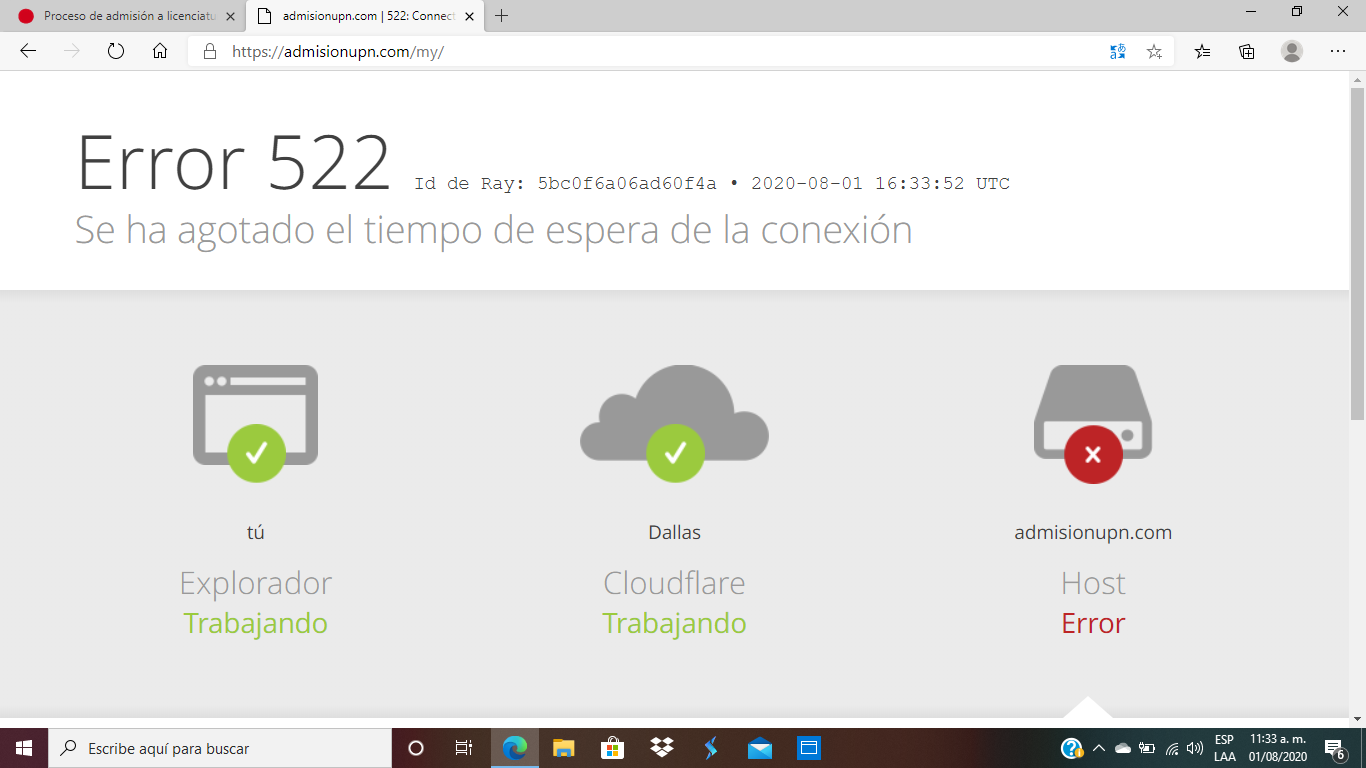 Proceso de admisión a licenciatu
admisionupn.com | 522: Connect
https://admisionupn.com/my/
Error 522 Id de Ray: 5bc0f6a06ad60f4a • 2020-08-01 16:33:52 UTC
Se ha agotado el tiempo de espera de la conexión
tú
Dallas
admisionupn.com
Explorador
Cloudflare
Host
Trabajando
Trabajando
Error
Escribe aquí para buscar
ESP
LAA
11:33 a. m.
01/08/2020
6